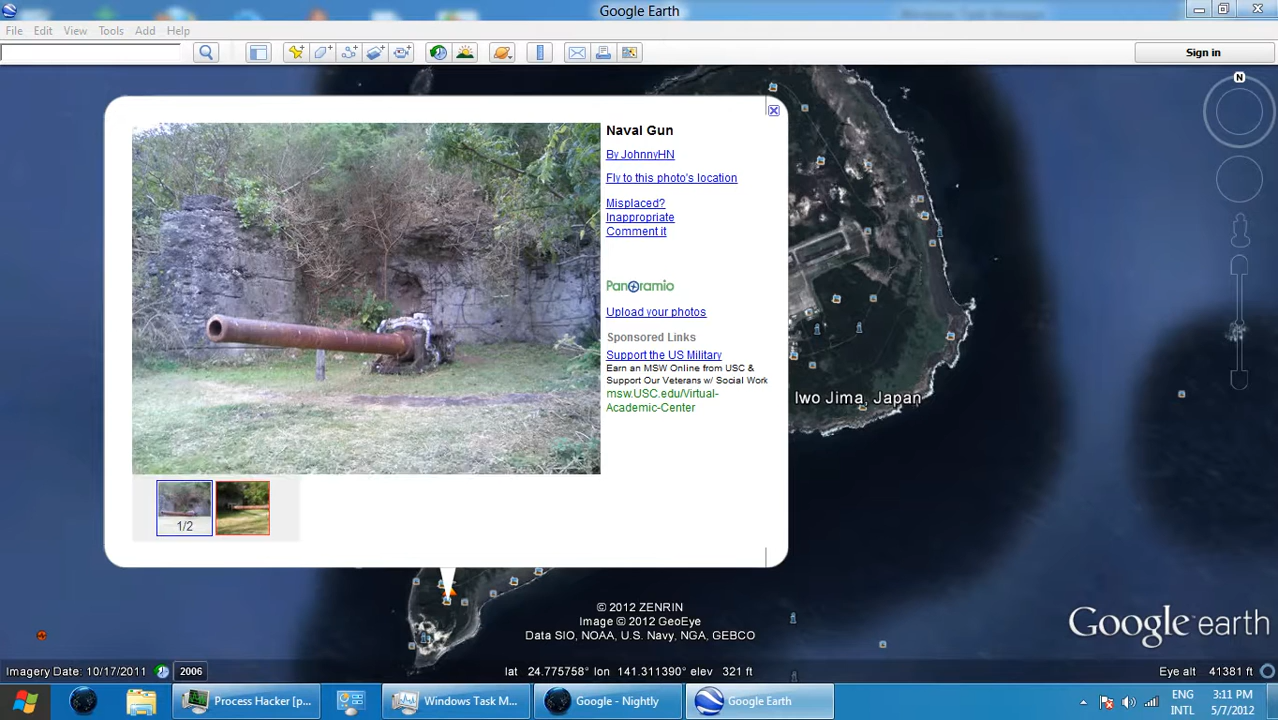 Google Earth
File Edit View Tools Add Help
Sign in
N
Naval Gun
By JohnnyHN
Fly to this photo's location
Misplaced?
Inappropriate
Comment it
Panoramio
Upload your photos
Sponsored Links
Support the US Military
Earn an MSW Online from USC &
Support Our Veterans w/ Social Work
msw.USC.edu/Virtual-
Academic-Center
Iwo Jima, Japan
1/2
© 2012 ZENRIN
Image © 2012 GeoEye
Data SIO, NOAA, U.S. Navy, NGA, GEBCO
Google earth
Imagery Date: 10/17/2011 2006 lat 24.775758° lon 141.311390° elev 321 ft Eye alt 41381 ft
Process Hacker [p... Windows Task M... Google - Nightly Google Earth
ENG 3:11 PM
INTL 5/7/2012